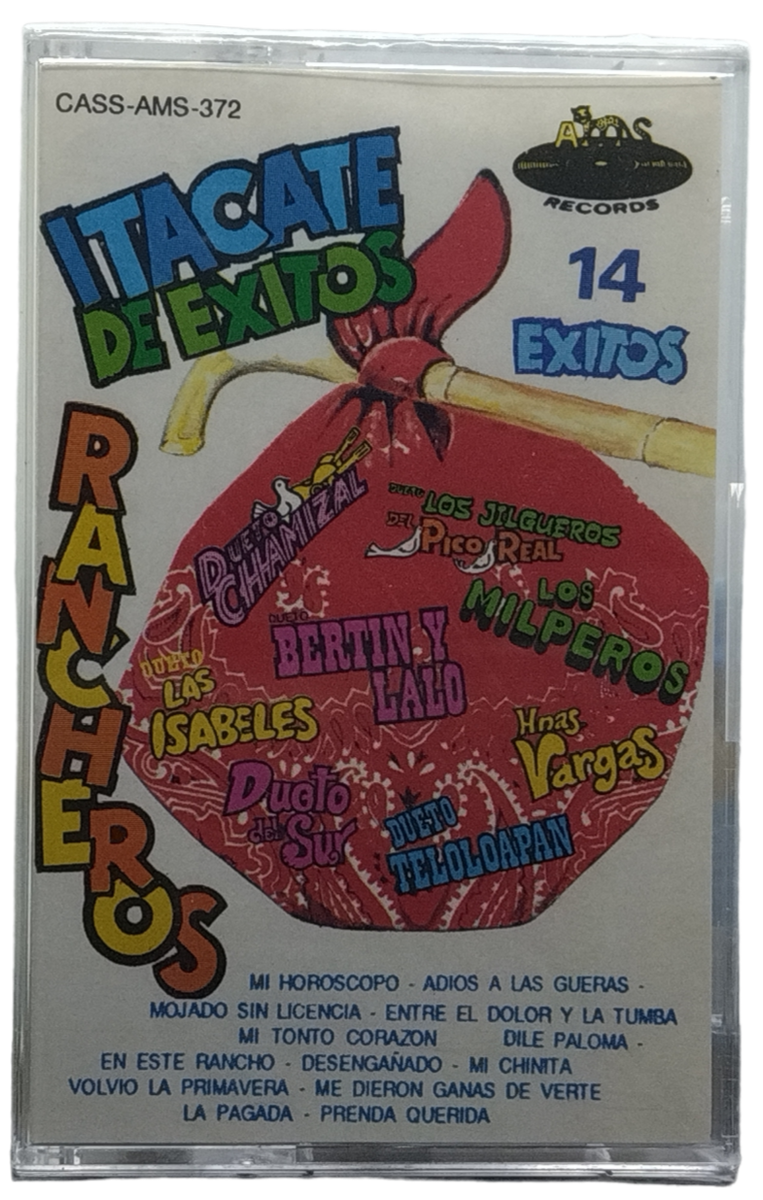 CASS-AMS-372
AMS
RECORDS
ITACATE
DE EXITOS
14
EXITOS
RANCHEROS
DUETO
CHAMIZAL
DUETO LOS JILGUEROS
DEL PICO REAL
LOS
MILPEROS
DUETO
BERTIN Y
LALO
DUETO
LAS
ISABELES
Hnas
Vargas
Dueto
del Sur
DUETO
TELOLOAPAN
MI HOROSCOPO - ADIOS A LAS GUERAS -
MOJADO SIN LICENCIA - ENTRE EL DOLOR Y LA TUMBA
MI TONTO CORAZON DILE PALOMA -
EN ESTE RANCHO - DESENGAÑADO - MI CHINITA
VOLVIO LA PRIMAVERA - ME DIERON GANAS DE VERTE
LA PAGADA - PRENDA QUERIDA